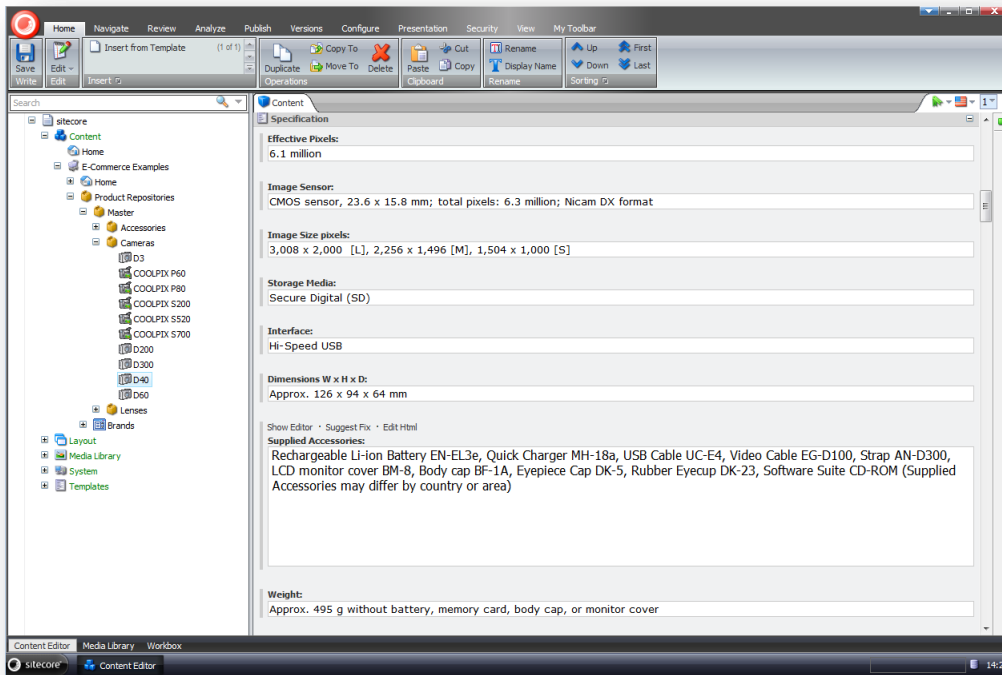 Home Navigate Review Analyze Publish Versions Configure Presentation Security View My Toolbar
Insert from Template (1 of 1)
Copy To Cut Rename Up First
Save Edit Duplicate Move To Delete Paste Copy Display Name Down Last
Write Edit Insert Operations Clipboard Rename Sorting
Search
sitecore
Content
Home
E-Commerce Examples
Home
Product Repositories
Master
Accessories
Cameras
D3
COOLPIX P60
COOLPIX P80
COOLPIX S200
COOLPIX S520
COOLPIX S700
D200
D300
D40
D60
Lenses
Brands
Layout
Media Library
System
Templates
Content
1
Specification
Effective Pixels:
6.1 million
Image Sensor:
CMOS sensor, 23.6 x 15.8 mm; total pixels: 6.3 million; Nicam DX format
Image Size pixels:
3,008 x 2,000 [L], 2,256 x 1,496 [M], 1,504 x 1,000 [S]
Storage Media:
Secure Digital (SD)
Interface:
Hi-Speed USB
Dimensions W x H x D:
Approx. 126 x 94 x 64 mm
Show Editor · Suggest Fix · Edit Html
Supplied Accessories:
Rechargeable Li-ion Battery EN-EL3e, Quick Charger MH-18a, USB Cable UC-E4, Video Cable EG-D100, Strap AN-D300,
LCD monitor cover BM-8, Body cap BF-1A, Eyepiece Cap DK-5, Rubber Eyecup DK-23, Software Suite CD-ROM (Supplied
Accessories may differ by country or area)
Weight:
Approx. 495 g without battery, memory card, body cap, or monitor cover
Content Editor Media Library Workbox
sitecore Content Editor